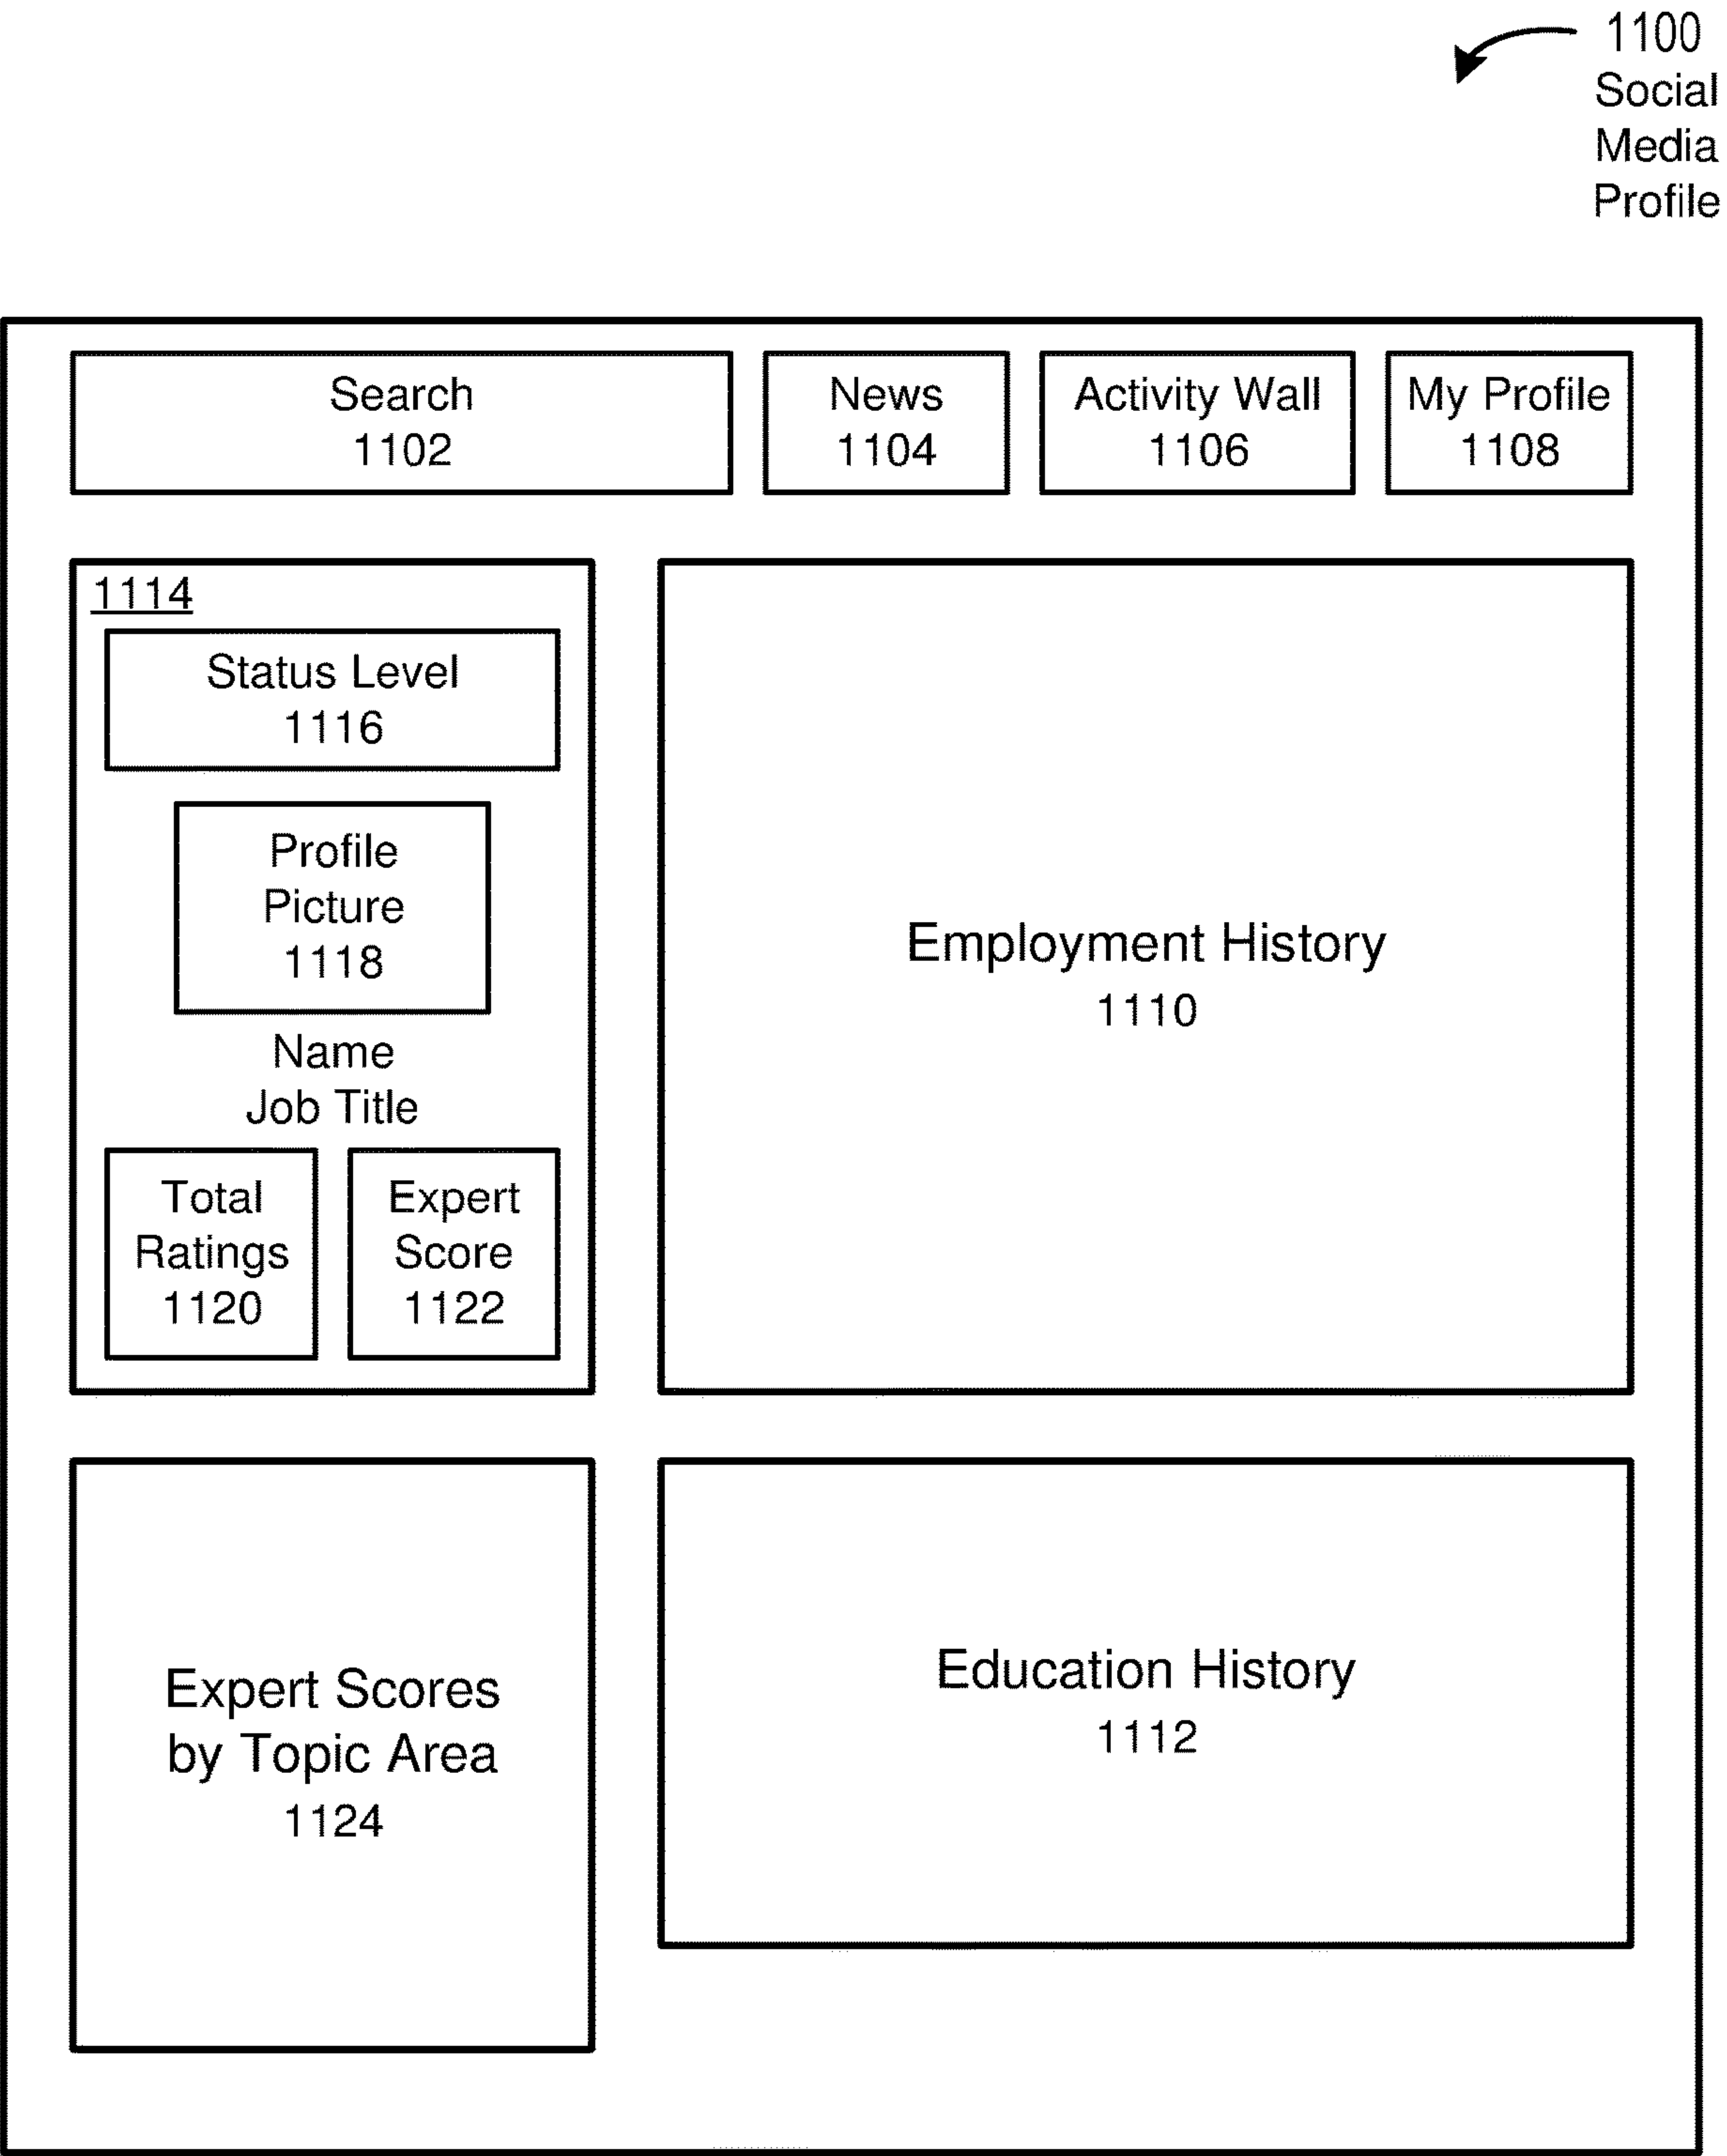 1100
Social
Media
Profile
Search
1102
News
1104
Activity Wall
1106
My Profile
1108
1114
Status Level
1116
Profile
Picture
1118
Name
Job Title
Total
Ratings
1120
Expert
Score
1122
Employment History
1110
Expert Scores
by Topic Area
1124
Education History
1112